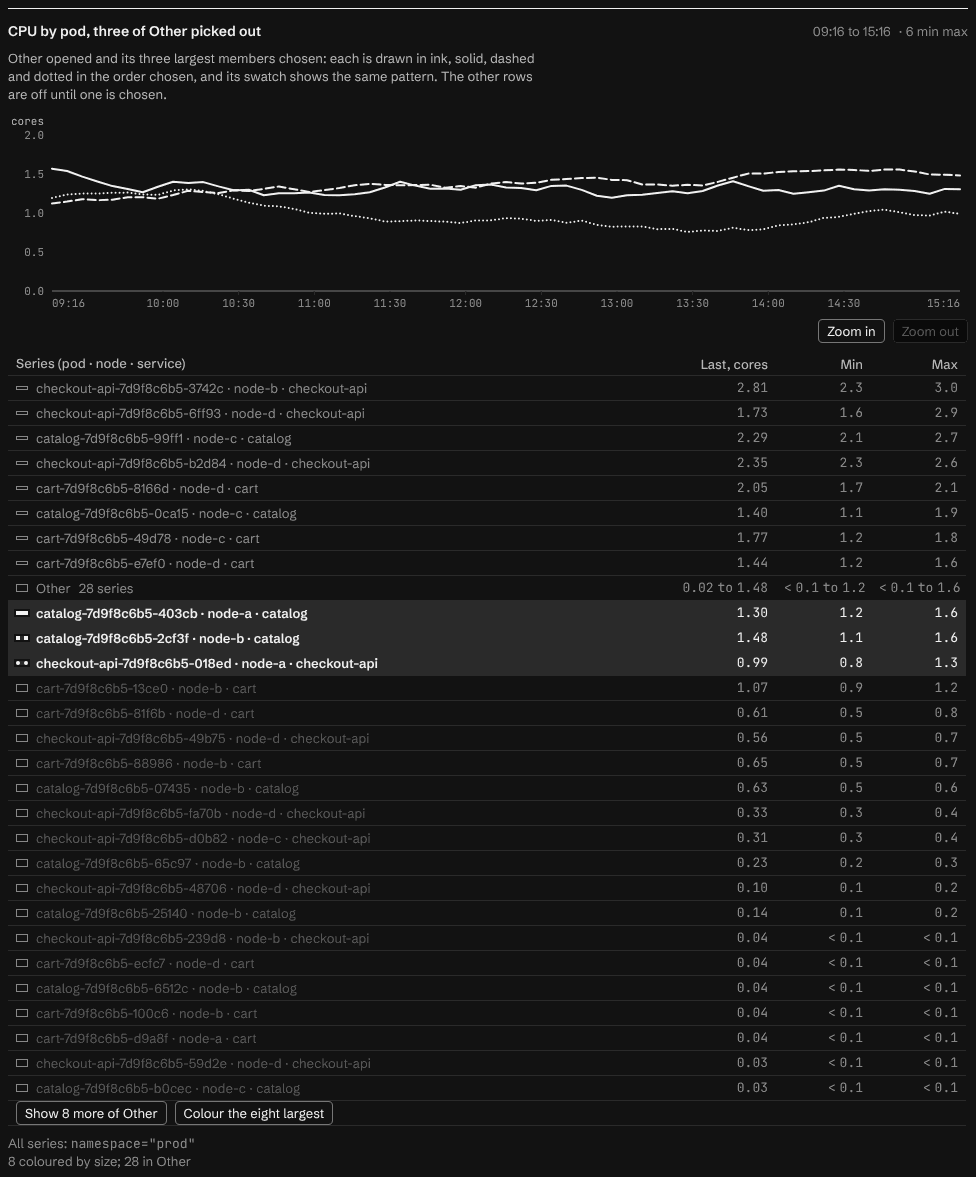 CPU by pod, three of Other picked out
09:16 to 15:16 · 6 min max
Other opened and its three largest members chosen: each is drawn in ink, solid, dashed
and dotted in the order chosen, and its swatch shows the same pattern. The other rows
are off until one is chosen.
cores
2.0
1.5
1.0
0.5
0.0
09:16 10:00 10:30 11:00 11:30 12:00 12:30 13:00 13:30 14:00 14:30 15:16
Zoom in Zoom out
Series (pod · node · service) Last, cores Min Max
checkout-api-7d9f8c6b5-3742c · node-b · checkout-api 2.81 2.3 3.0
checkout-api-7d9f8c6b5-6ff93 · node-d · checkout-api 1.73 1.6 2.9
catalog-7d9f8c6b5-99ff1 · node-c · catalog 2.29 2.1 2.7
checkout-api-7d9f8c6b5-b2d84 · node-d · checkout-api 2.35 2.3 2.6
cart-7d9f8c6b5-8166d · node-d · cart 2.05 1.7 2.1
catalog-7d9f8c6b5-0ca15 · node-c · catalog 1.40 1.1 1.9
cart-7d9f8c6b5-49d78 · node-c · cart 1.77 1.2 1.8
cart-7d9f8c6b5-e7ef0 · node-d · cart 1.44 1.2 1.6
Other 28 series 0.02 to 1.48 < 0.1 to 1.2 < 0.1 to 1.6
catalog-7d9f8c6b5-403cb · node-a · catalog 1.30 1.2 1.6
catalog-7d9f8c6b5-2cf3f · node-b · catalog 1.48 1.1 1.6
checkout-api-7d9f8c6b5-018ed · node-a · checkout-api 0.99 0.8 1.3
cart-7d9f8c6b5-13ce0 · node-b · cart 1.07 0.9 1.2
cart-7d9f8c6b5-81f6b · node-d · cart 0.61 0.5 0.8
checkout-api-7d9f8c6b5-49b75 · node-d · checkout-api 0.56 0.5 0.7
cart-7d9f8c6b5-88986 · node-b · cart 0.65 0.5 0.7
catalog-7d9f8c6b5-07435 · node-b · catalog 0.63 0.5 0.6
checkout-api-7d9f8c6b5-fa70b · node-d · checkout-api 0.33 0.3 0.4
checkout-api-7d9f8c6b5-d0b82 · node-c · checkout-api 0.31 0.3 0.4
catalog-7d9f8c6b5-65c97 · node-b · catalog 0.23 0.2 0.3
checkout-api-7d9f8c6b5-48706 · node-d · checkout-api 0.10 0.1 0.2
catalog-7d9f8c6b5-25140 · node-b · catalog 0.14 0.1 0.2
checkout-api-7d9f8c6b5-239d8 · node-b · checkout-api 0.04 < 0.1 < 0.1
cart-7d9f8c6b5-ecfc7 · node-d · cart 0.04 < 0.1 < 0.1
catalog-7d9f8c6b5-6512c · node-b · catalog 0.04 < 0.1 < 0.1
cart-7d9f8c6b5-100c6 · node-b · cart 0.04 < 0.1 < 0.1
cart-7d9f8c6b5-d9a8f · node-a · cart 0.04 < 0.1 < 0.1
checkout-api-7d9f8c6b5-59d2e · node-d · checkout-api 0.03 < 0.1 < 0.1
catalog-7d9f8c6b5-b0cec · node-c · catalog 0.03 < 0.1 < 0.1
Show 8 more of Other Colour the eight largest
All series: namespace="prod"
8 coloured by size; 28 in Other